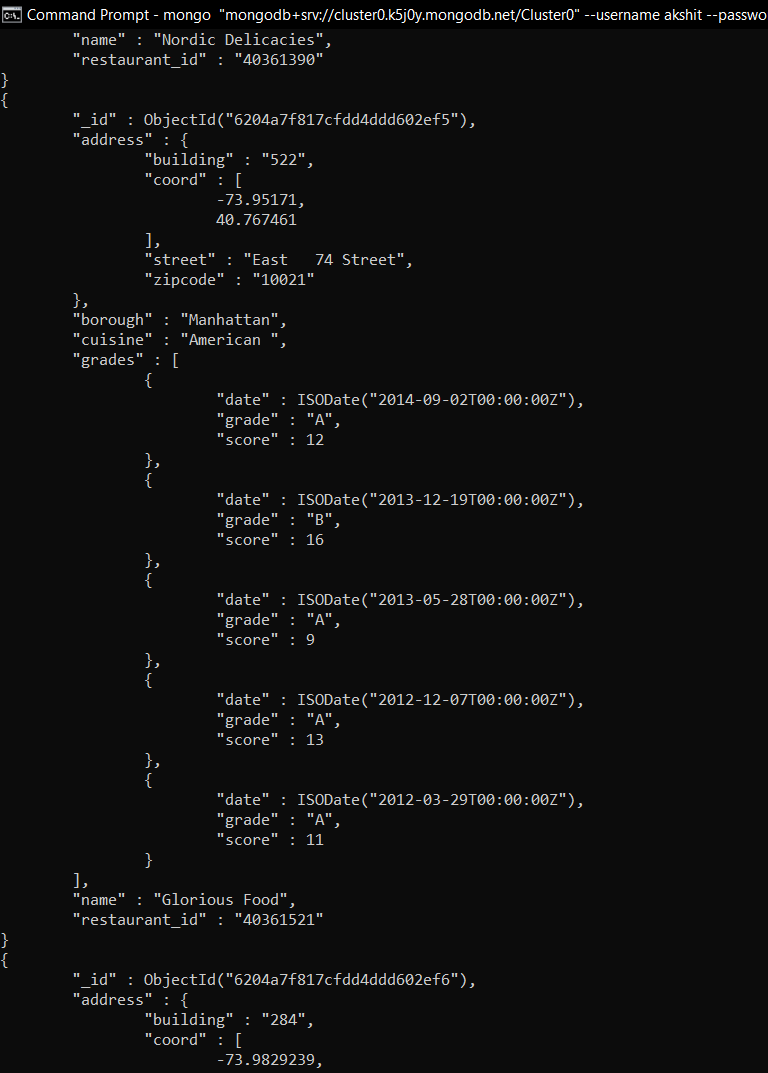 Command Prompt - mongo "mongodb+srv://cluster0.k5j0y.mongodb.net/Cluster0" --username akshit --passwo
"name" : "Nordic Delicacies",
"restaurant_id" : "40361390"
}
{
"_id" : ObjectId("6204a7f817cfdd4ddd602ef5"),
"address" : {
"building" : "522",
"coord" : [
-73.95171,
40.767461
],
"street" : "East   74 Street",
"zipcode" : "10021"
},
"borough" : "Manhattan",
"cuisine" : "American ",
"grades" : [
{
"date" : ISODate("2014-09-02T00:00:00Z"),
"grade" : "A",
"score" : 12
},
{
"date" : ISODate("2013-12-19T00:00:00Z"),
"grade" : "B",
"score" : 16
},
{
"date" : ISODate("2013-05-28T00:00:00Z"),
"grade" : "A",
"score" : 9
},
{
"date" : ISODate("2012-12-07T00:00:00Z"),
"grade" : "A",
"score" : 13
},
{
"date" : ISODate("2012-03-29T00:00:00Z"),
"grade" : "A",
"score" : 11
}
],
"name" : "Glorious Food",
"restaurant_id" : "40361521"
}
{
"_id" : ObjectId("6204a7f817cfdd4ddd602ef6"),
"address" : {
"building" : "284",
"coord" : [
-73.9829239,